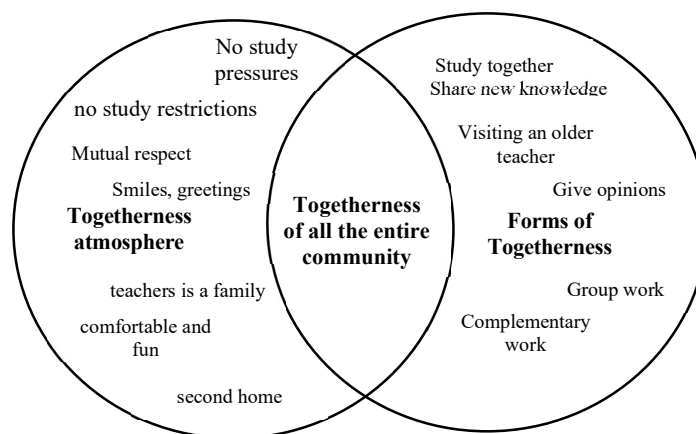 No study
pressures
no study restrictions
Mutual respect
Smiles, greetings
Togetherness
atmosphere
teachers is a family
comfortable and
fun
second home
Togetherness
of all the entire
community
Study together
Share new knowledge
Visiting an older
teacher
Give opinions
Forms of
Togetherness
Group work
Complementary
work